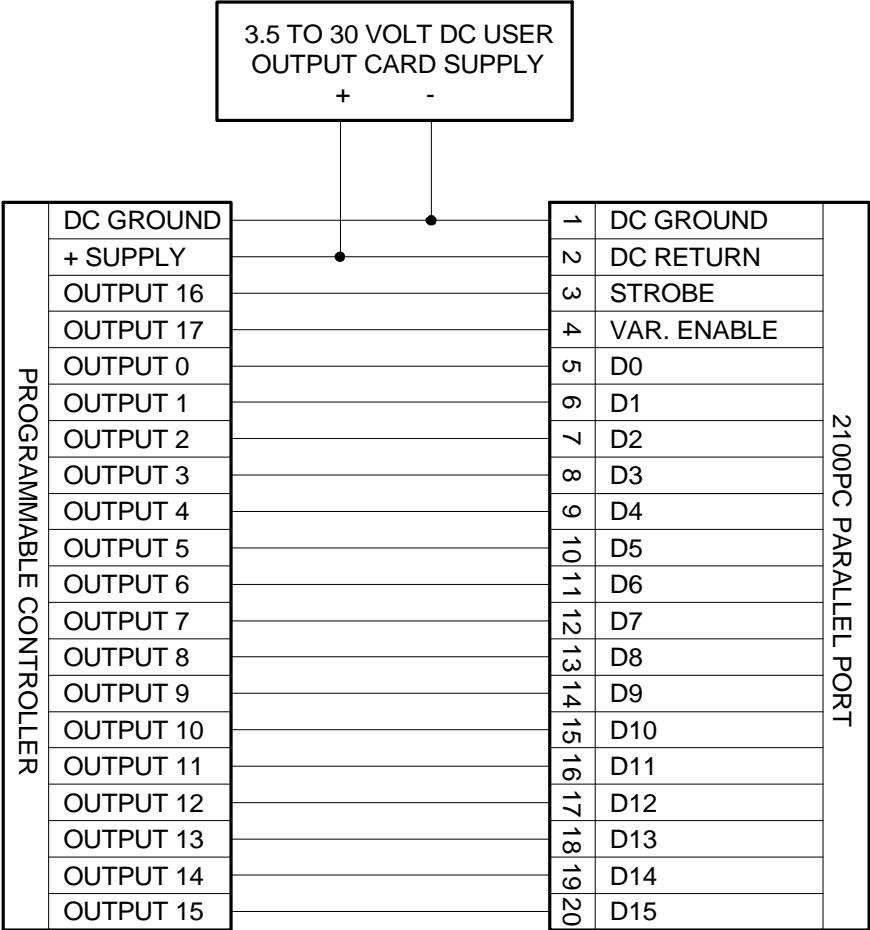 3.5 TO 30 VOLT DC USER
OUTPUT CARD SUPPLY
+ -
PROGRAMMABLE CONTROLLER
DC GROUND 1 DC GROUND
+ SUPPLY 2 DC RETURN
OUTPUT 16 3 STROBE
OUTPUT 17 4 VAR. ENABLE
OUTPUT 0 5 D0
OUTPUT 1 6 D1
OUTPUT 2 7 D2
OUTPUT 3 8 D3
OUTPUT 4 9 D4
OUTPUT 5 10 D5
OUTPUT 6 11 D6
OUTPUT 7 12 D7
OUTPUT 8 13 D8
OUTPUT 9 14 D9
OUTPUT 10 15 D10
OUTPUT 11 16 D11
OUTPUT 12 17 D12
OUTPUT 13 18 D13
OUTPUT 14 19 D14
OUTPUT 15 20 D15
2100PC PARALLEL PORT